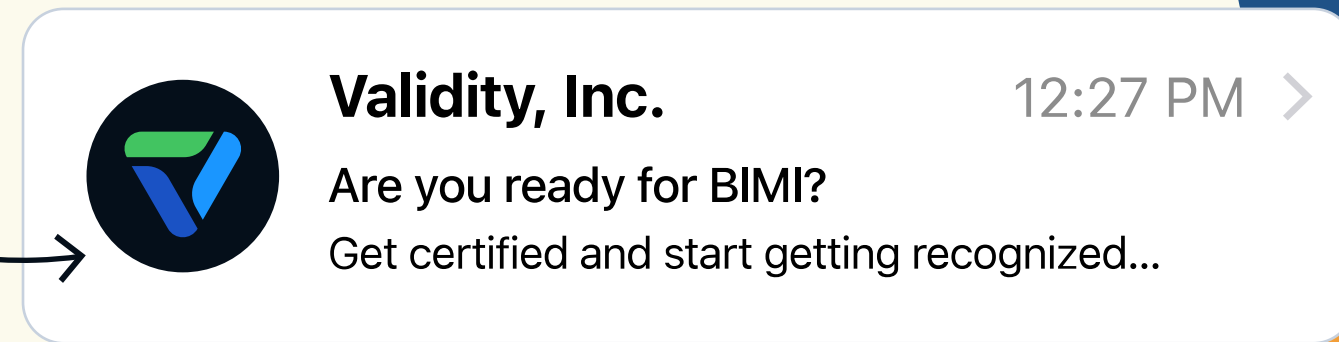 Validity, Inc. 12:27 PM
Are you ready for BIMI?
Get certified and start getting recognized...